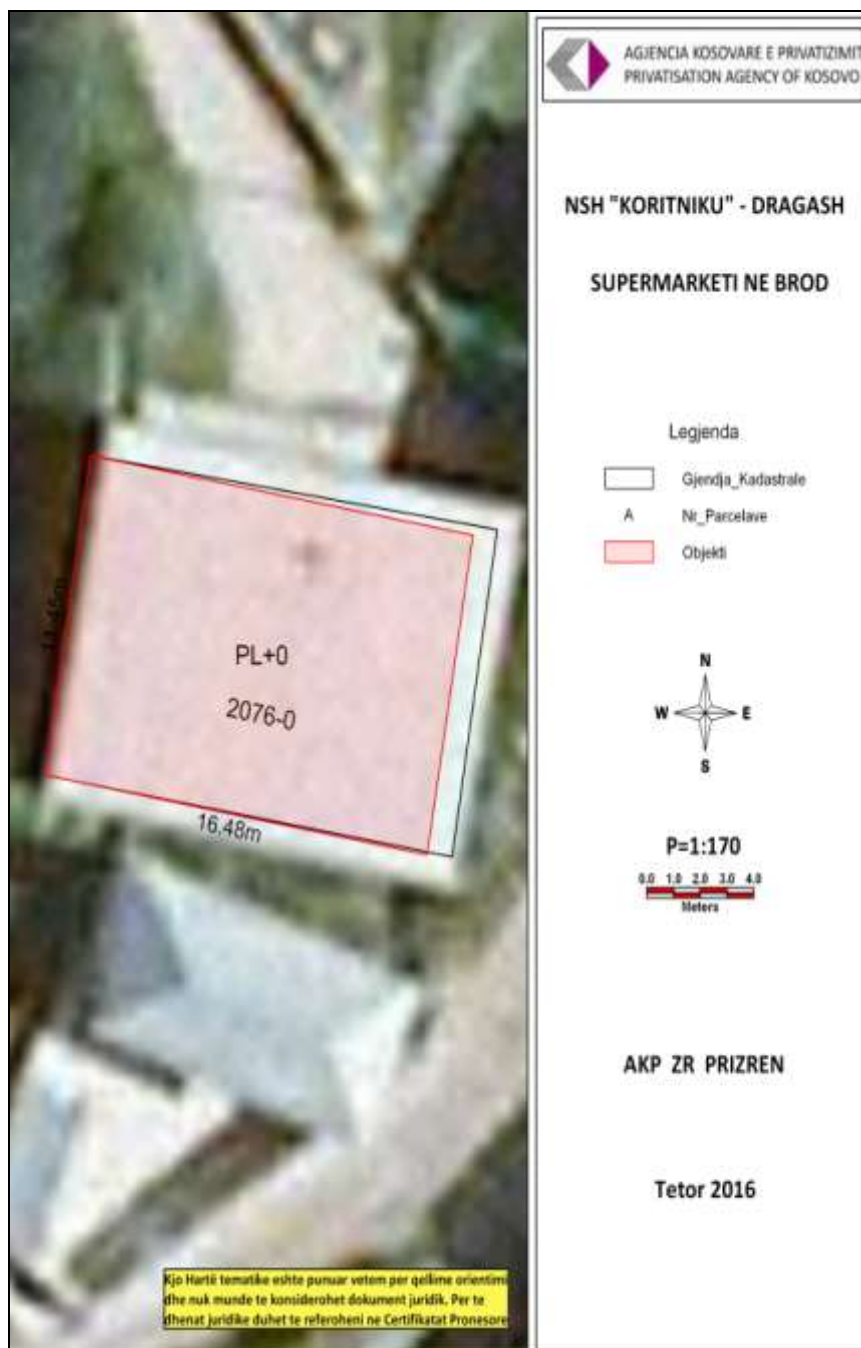 AGJENCIA KOSOVARE E PRIVATIZIMIT
PRIVATISATION AGENCY OF KOSOVO
NSH "KORITNIKU" - DRAGASH
SUPERMARKETI NE BROD
Legjenda
Gjendja_Kadastrale
A Nr_Parcelave
Objekti
N
W E
S
P=1:170
0.0 1.0 2.0 3.0 4.0
Meters
AKP ZR PRIZREN
Tetor 2016
PL+0
2076-0
16,48m
Kjo Hartë tematike eshte punuar vetem per qellime orientimi
dhe nuk munde te konsiderohet dokument juridik. Per te
dhenat juridike duhet te referoheni ne Certifikatat Pronesore